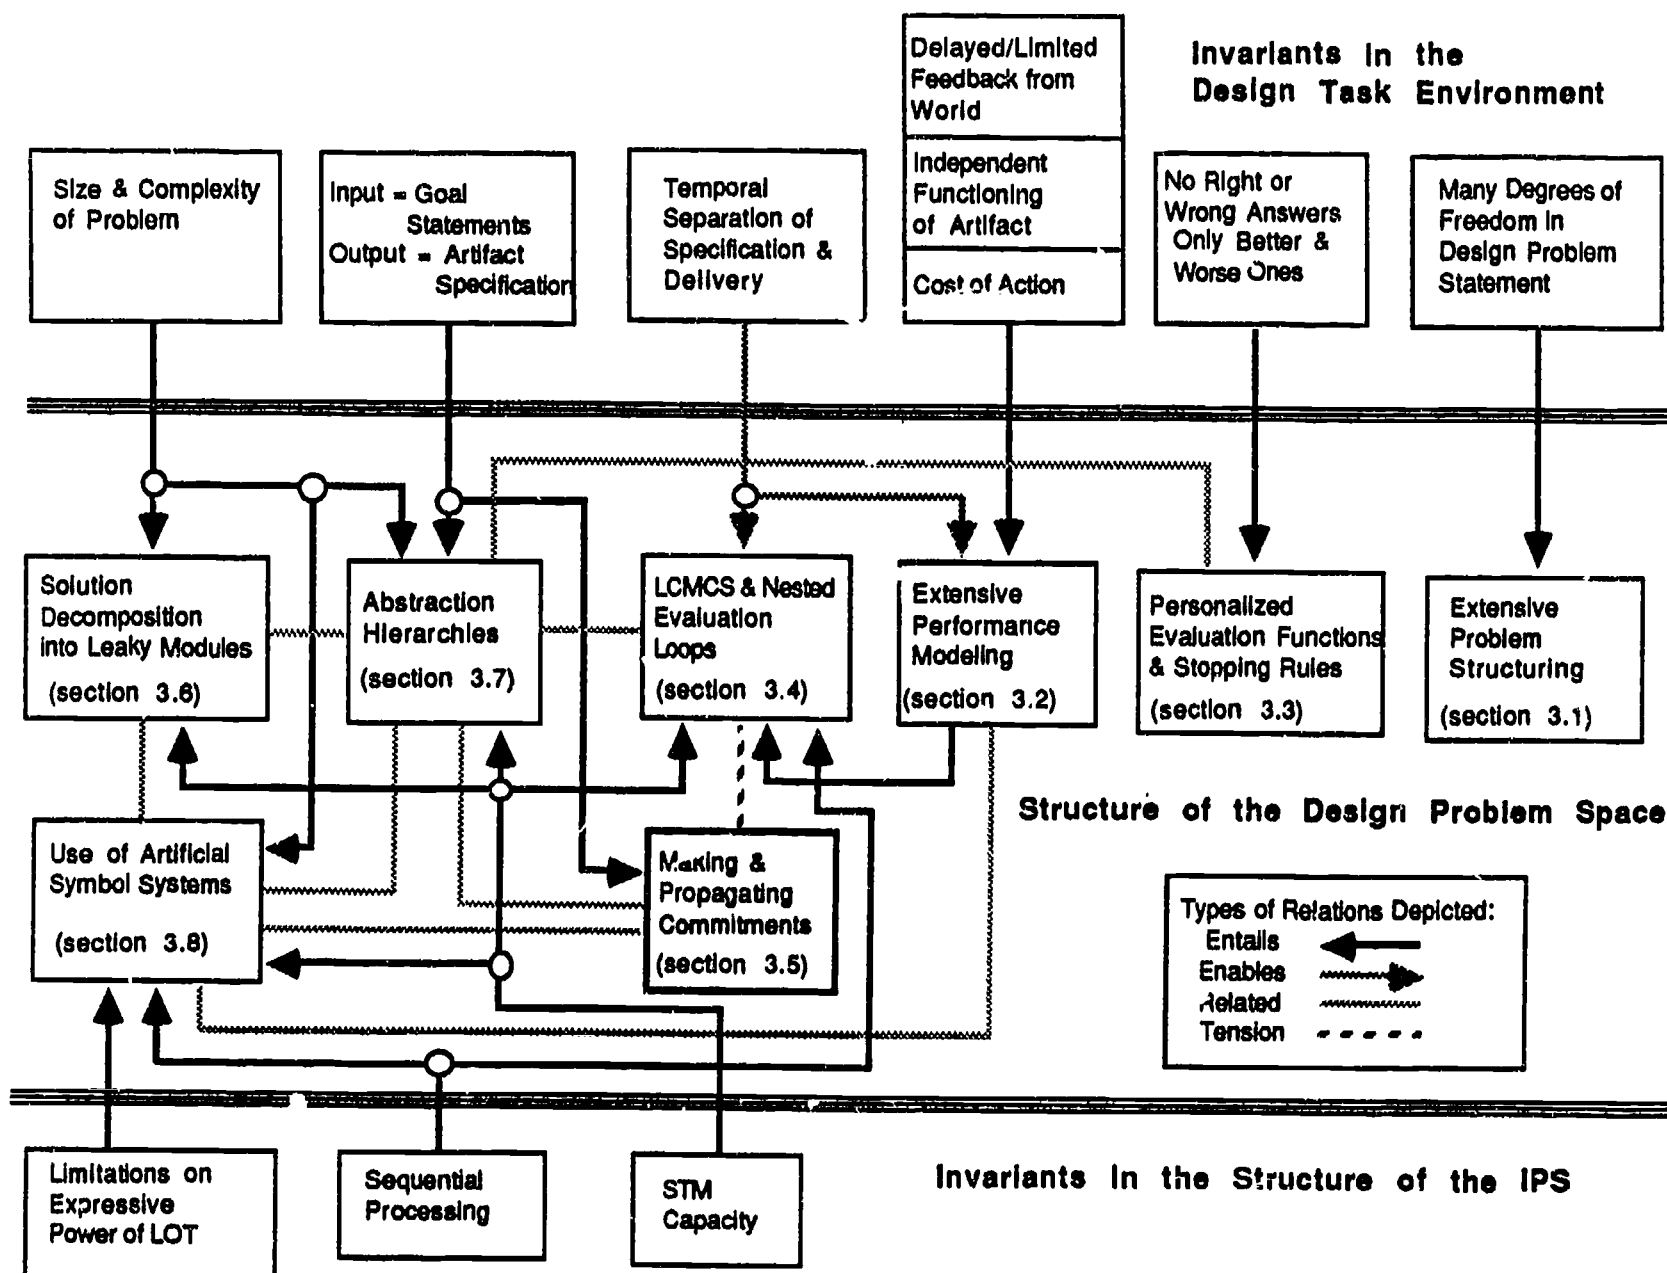 Invariants in the
Design Task Environment
Delayed/Limited
Feedback from
World
Independent
Functioning
of Artifact
Cost of Action
Size & Complexity
of Problem
Input = Goal
Statements
Output = Artifact
Specification
Temporal
Separation of
Specification &
Delivery
No Right or
Wrong Answers
Only Better &
Worse Ones
Many Degrees of
Freedom in
Design Problem
Statement
Solution
Decomposition
into Leaky Modules
(section 3.6)
Abstraction
Hierarchies
(section 3.7)
LCMCS & Nested
Evaluation
Loops
(section 3.4)
Extensive
Performance
Modeling
(section 3.2)
Personalized
Evaluation Functions
& Stopping Rules
(section 3.3)
Extensive
Problem
Structuring
(section 3.1)
Structure of the Design Problem Space
Use of Artificial
Symbol Systems
(section 3.8)
Making &
Propagating
Commitments
(section 3.5)
Types of Relations Depicted:
Entails
Enables
Related
Tension
Invariants in the Structure of the IPS
Limitations on
Expressive
Power of LOT
Sequential
Processing
STM
Capacity